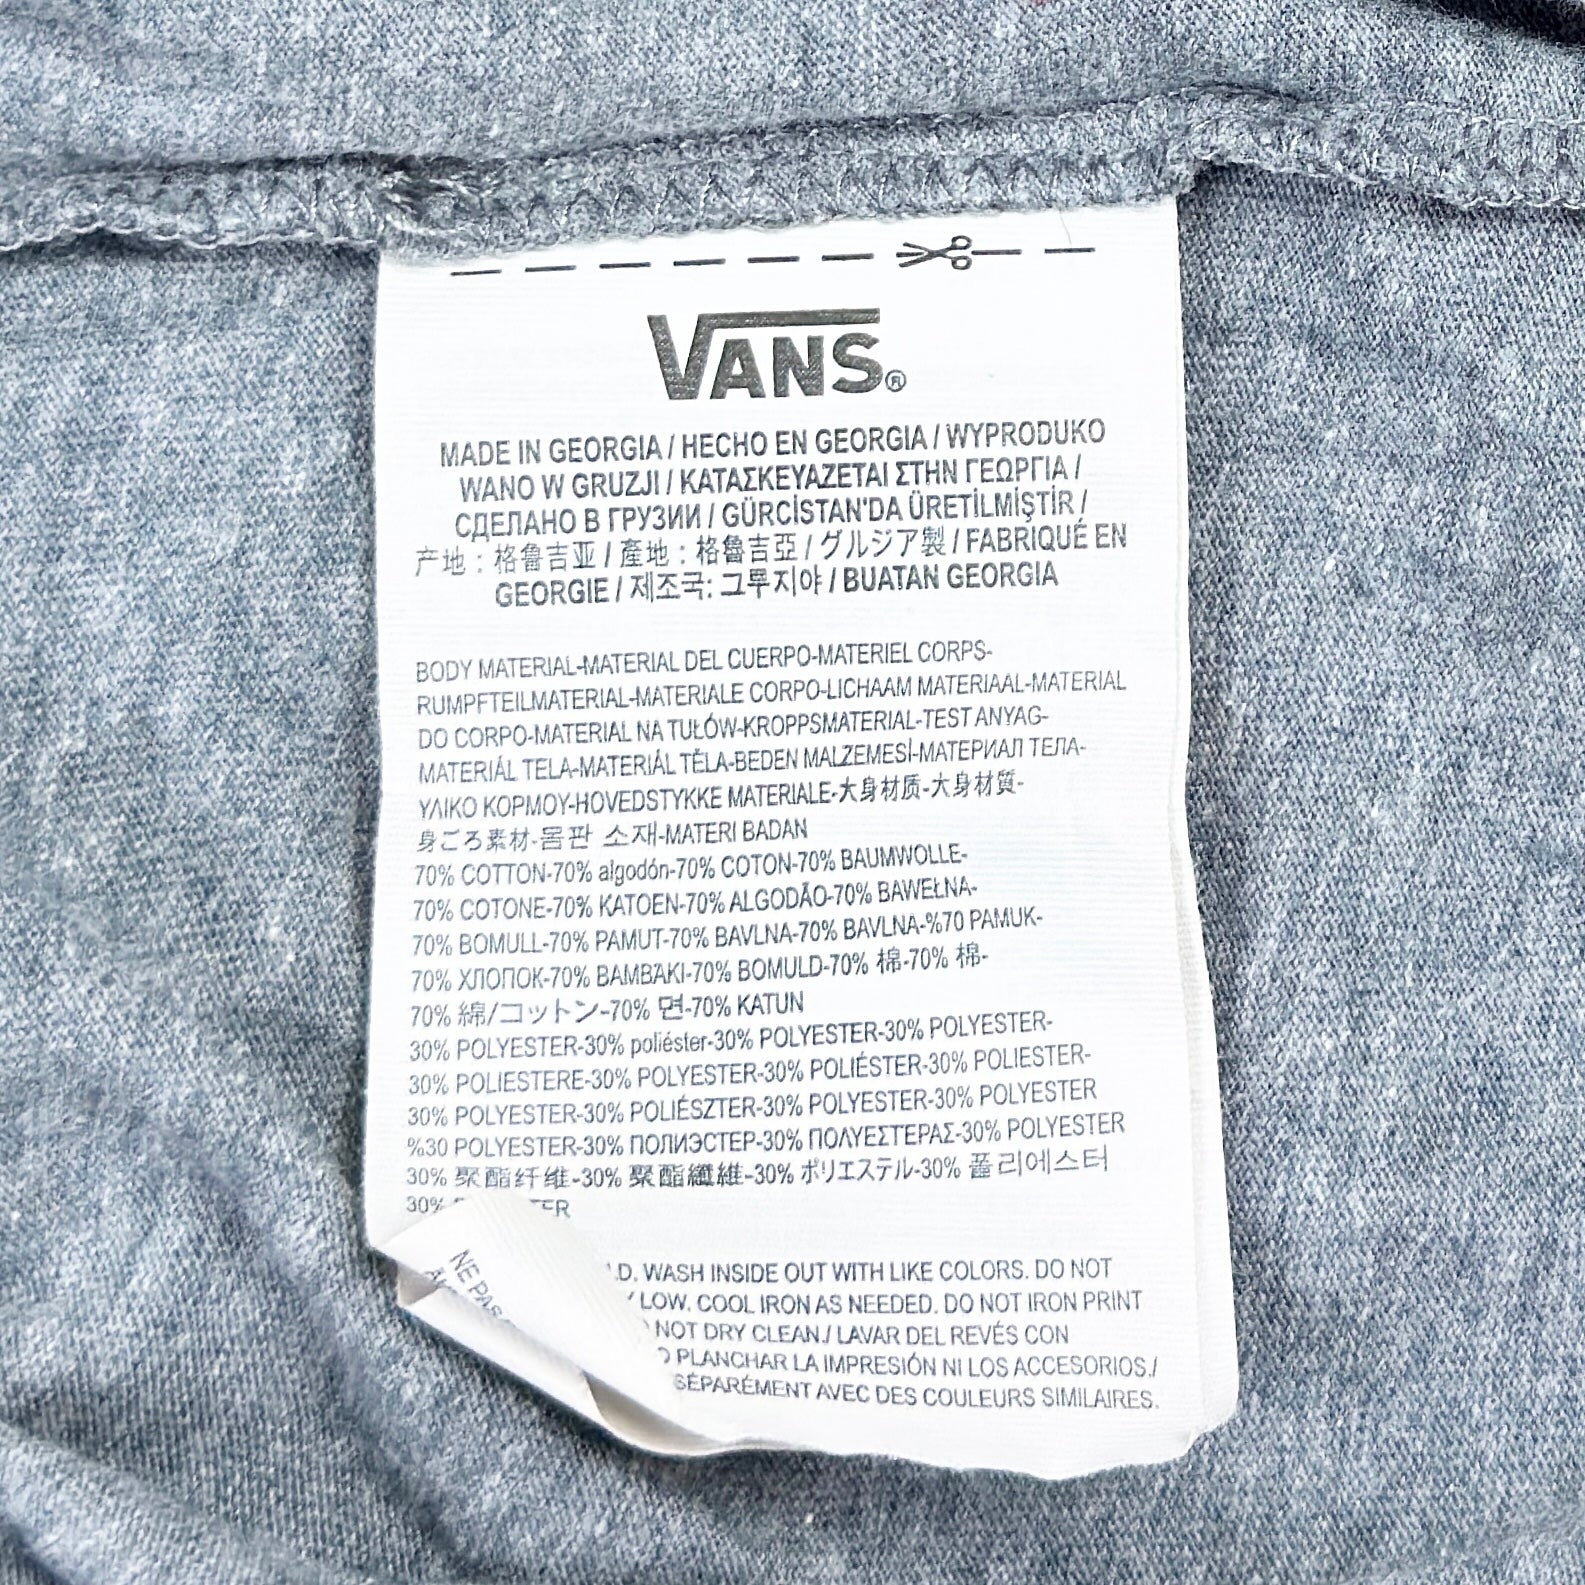 VANS®
MADE IN GEORGIA / HECHO EN GEORGIA / WYPRODUKO
WANO W GRUZJI / ΚΑΤΑΣΚΕΥΑΖΕΤΑΙ ΣΤΗΝ ΓΕΩΡΓΙΑ /
СДЕЛАНО В ГРУЗИИ / GÜRCİSTAN'DA ÜRETİLMİŞTİR /
产地：格鲁吉亚 / 產地：格魯吉亞 / グルジア製 / FABRIQUÉ EN
GEORGIE / 제조국: 그루지야 / BUATAN GEORGIA
BODY MATERIAL-MATERIAL DEL CUERPO-MATERIEL CORPS-
RUMPFTEILMATERIAL-MATERIALE CORPO-LICHAAM MATERIAAL-MATERIAL
DO CORPO-MATERIAL NA TUŁÓW-KROPPSMATERIAL-TEST ANYAG-
MATERIÁL TELA-MATERIÁL TĚLA-BEDEN MALZEMESİ-МАТЕРИАЛ ТЕЛА-
ΥΛΙΚΟ ΚΟΡΜΟΥ-HOVEDSTYKKE MATERIALE-大身材质-大身材質-
身ごろ素材-몸판 소재-MATERI BADAN
70% COTTON-70% algodón-70% COTON-70% BAUMWOLLE-
70% COTONE-70% KATOEN-70% ALGODÃO-70% BAWEŁNA-
70% BOMULL-70% PAMUT-70% BAVLNA-70% BAVLNA-%70 PAMUK-
70% ХЛОПОК-70% ΒΑΜΒΆΚΙ-70% BOMULD-70% 棉-70% 棉-
70% 綿/コットン-70% 면-70% KATUN
30% POLYESTER-30% poliéster-30% POLYESTER-30% POLYESTER-
30% POLIESTERE-30% POLYESTER-30% POLIÉSTER-30% POLIESTER-
30% POLYESTER-30% POLIÉSZTER-30% POLYESTER-30% POLYESTER
%30 POLYESTER-30% ПОЛИЭСТЕР-30% ΠΟΛΥΕΣΤΕΡΑΣ-30% POLYESTER
30% 聚酯纤维-30% 聚酯纖維-30% ポリエステル-30% 폴리에스터
30%
WASH INSIDE OUT WITH LIKE COLORS. DO NOT
LOW. COOL IRON AS NEEDED. DO NOT IRON PRINT
NOT DRY CLEAN./ LAVAR DEL REVÉS CON
PLANCHAR LA IMPRESIÓN NI LOS ACCESORIOS./
SÉPARÉMENT AVEC DES COULEURS SIMILAIRES.
NE PAS